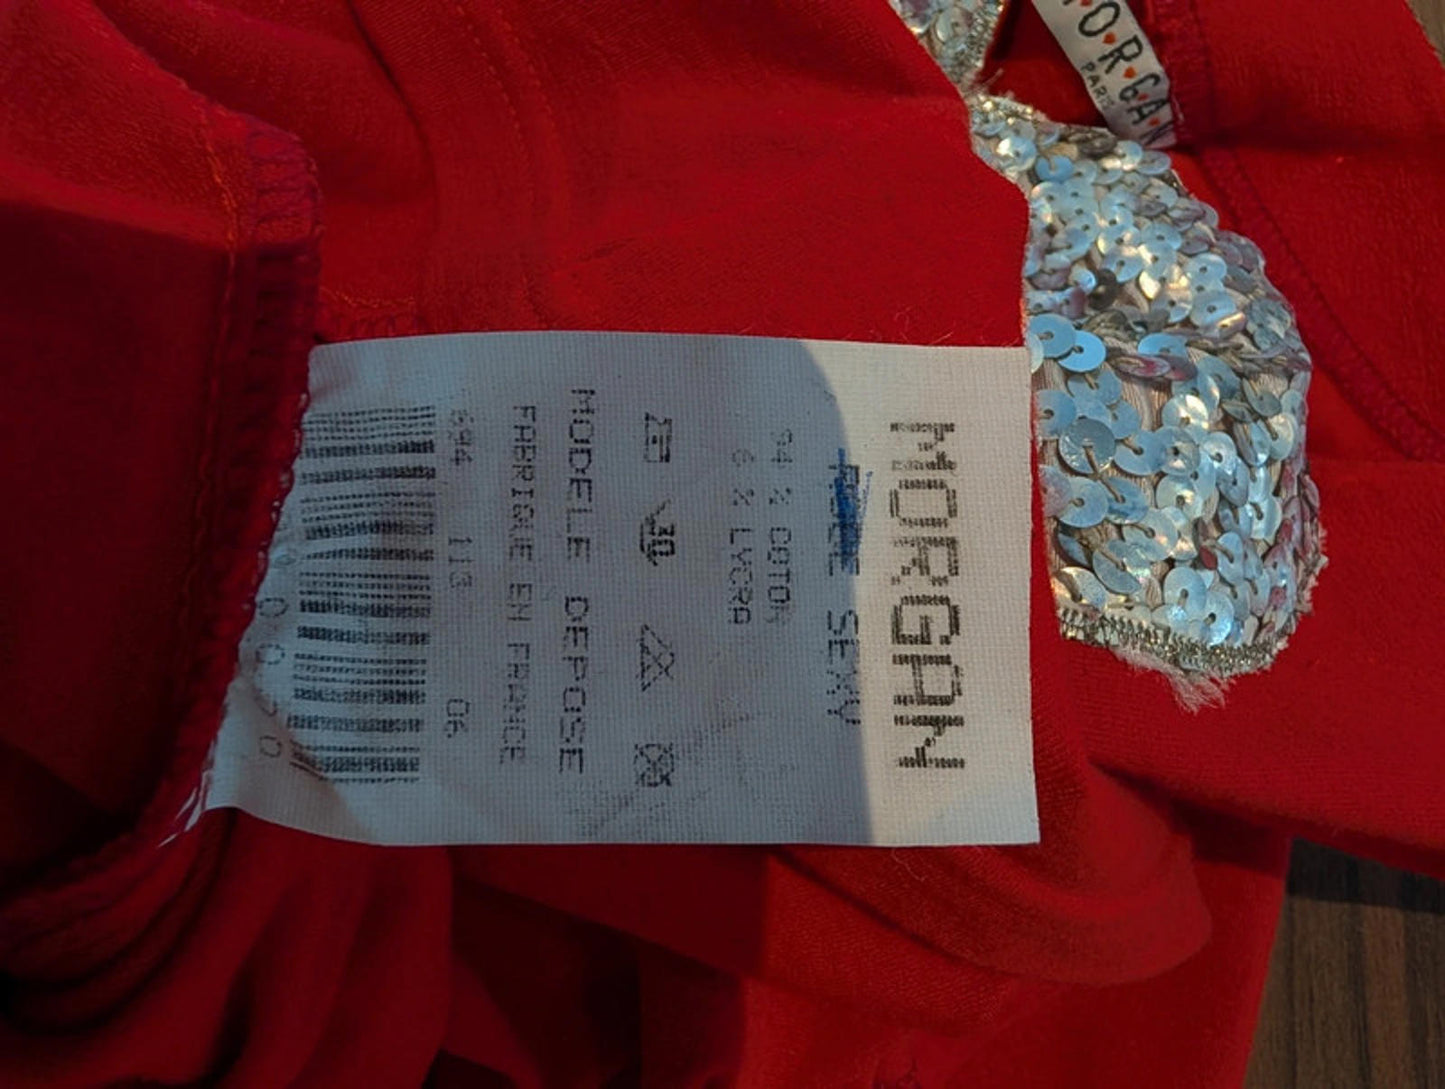 MORGAN
PARIS
MORGAN
SEXY
94 % COTON
6 % LYCRA
30
MODELE DEPOSE
FABRIQUE EN FRANCE
694 113 06